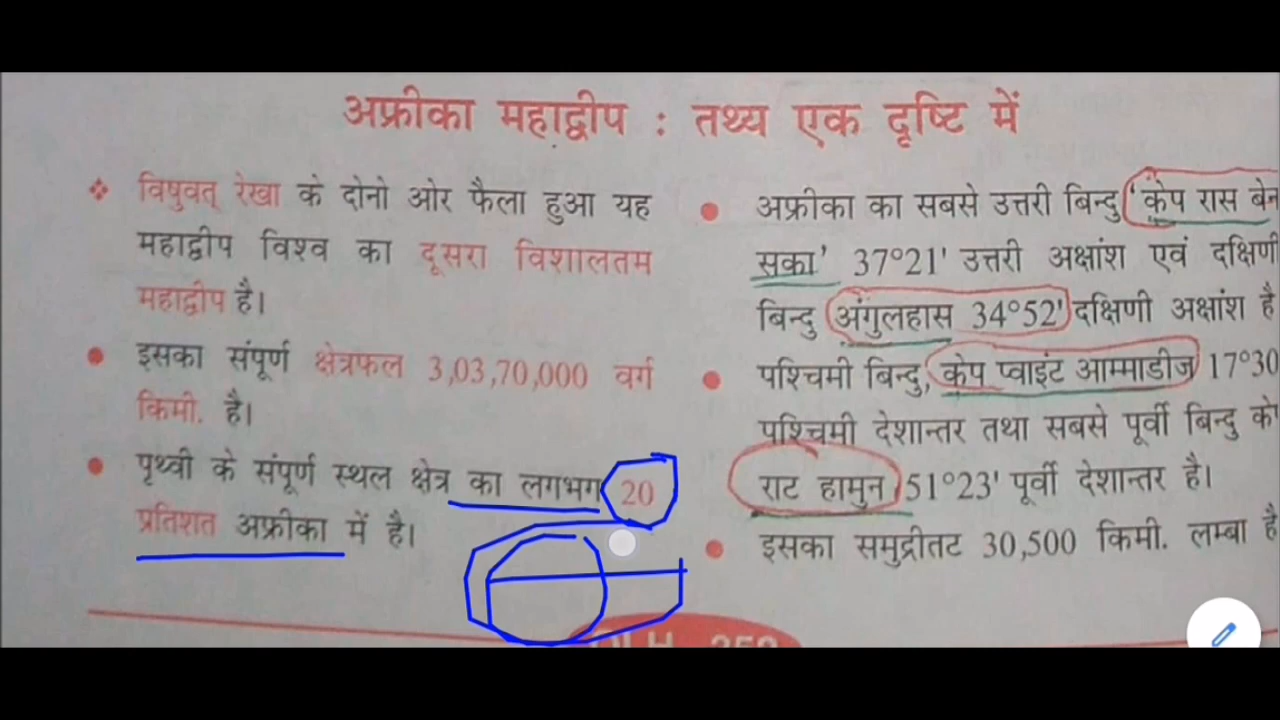 अफ्रीका महाद्वीप : तथ्य एक दृष्टि में
विषुवत् रेखा के दोनो ओर फैला हुआ यह
महाद्वीप विश्व का दूसरा विशालतम
महाद्वीप है।
इसका संपूर्ण क्षेत्रफल 3,03,70,000 वर्ग
किमी. है।
पृथ्वी के संपूर्ण स्थल क्षेत्र का लगभग 20
प्रतिशत अफ्रीका में है।
अफ्रीका का सबसे उत्तरी बिन्दु 'केप रास बेन
सका' 37°21' उत्तरी अक्षांश एवं दक्षिणी
बिन्दु अंगुलहास 34°52' दक्षिणी अक्षांश है
पश्चिमी बिन्दु, केप प्वाइंट आम्माडीज 17°30
पश्चिमी देशान्तर तथा सबसे पूर्वी बिन्दु को
राट हामुन 51°23' पूर्वी देशान्तर है।
इसका समुद्रीतट 30,500 किमी. लम्बा है